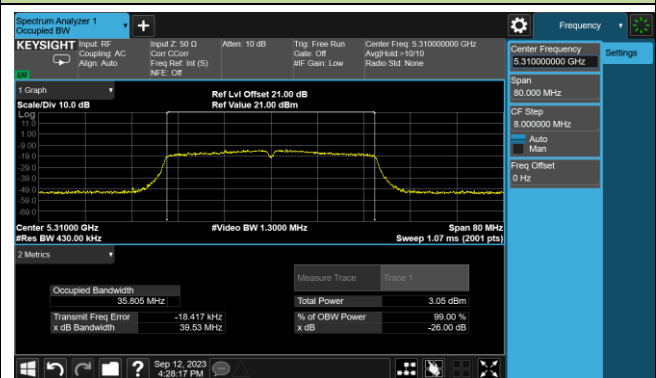 Spectrum Analyzer 1
Occupied BW
+
Frequency
KEYSIGHT
Input: RF
Coupling: AC
Align: Auto
Input Z: 50 Ω
Corr CCorr
Freq Ref: Int (S)
NFE: Off
Atten: 10 dB
Trig: Free Run
Gate: Off
#IF Gain: Low
Center Freq: 5.310000000 GHz
Avg|Hold:>10/10
Radio Std: None
LXI
Center Frequency
5.310000000 GHz
Settings
Span
80.000 MHz
CF Step
8.000000 MHz
Auto
Man
Freq Offset
0 Hz
1 Graph
Scale/Div 10.0 dB
Ref Lvl Offset 21.00 dB
Ref Value 21.00 dBm
Log
11.0
1.00
-9.00
-19.0
-29.0
-39.0
-49.0
-59.0
-69.0
Center 5.31000 GHz
#Res BW 430.00 kHz
#Video BW 1.3000 MHz
Span 80 MHz
Sweep 1.07 ms (2001 pts)
2 Metrics
Measure Trace
Trace 1
Occupied Bandwidth
35.805 MHz
Total Power
3.05 dBm
Transmit Freq Error
-18.417 kHz
% of OBW Power
99.00 %
x dB Bandwidth
39.53 MHz
x dB
-26.00 dB
?
Sep 12, 2023
4:28:17 PM